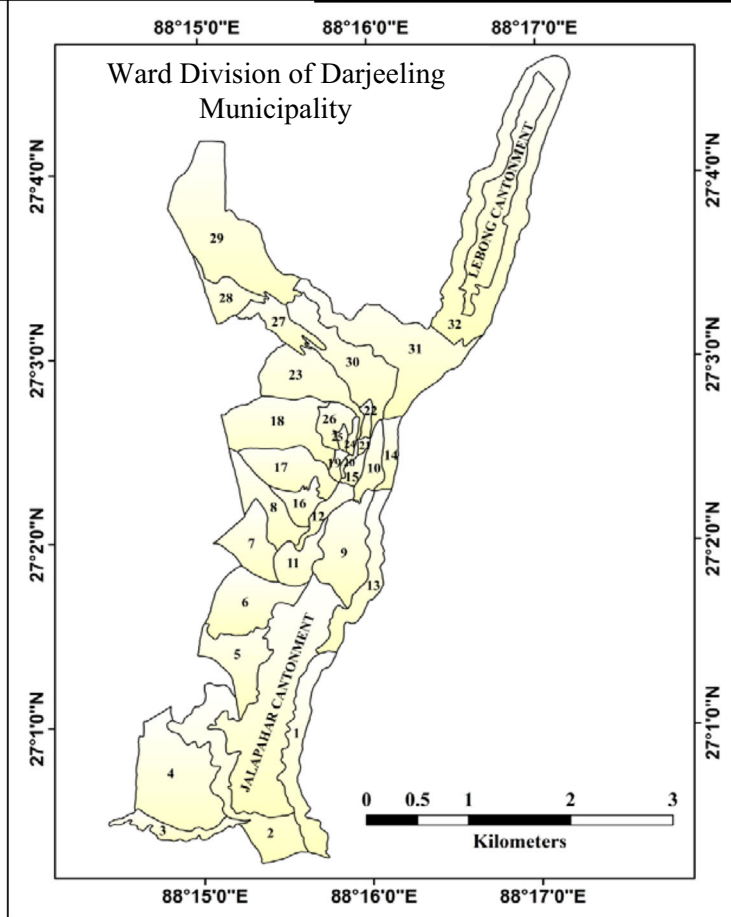 88°15'0"E 88°16'0"E 88°17'0"E
Ward Division of Darjeeling
Municipality
27°4'0"N
27°4'0"N
LEBONG CANTONMENT
29
28
27
32
31
30
27°3'0"N
27°3'0"N
23
22
18
26
25
24
21
19
20
17
10
14
15
16
8
12
27°2'0"N
27°2'0"N
7
9
11
13
6
5
JALAPAHAR CANTONMENT
1
27°1'0"N
27°1'0"N
4
3
2
0 0.5 1 2 3
Kilometers
88°15'0"E 88°16'0"E 88°17'0"E